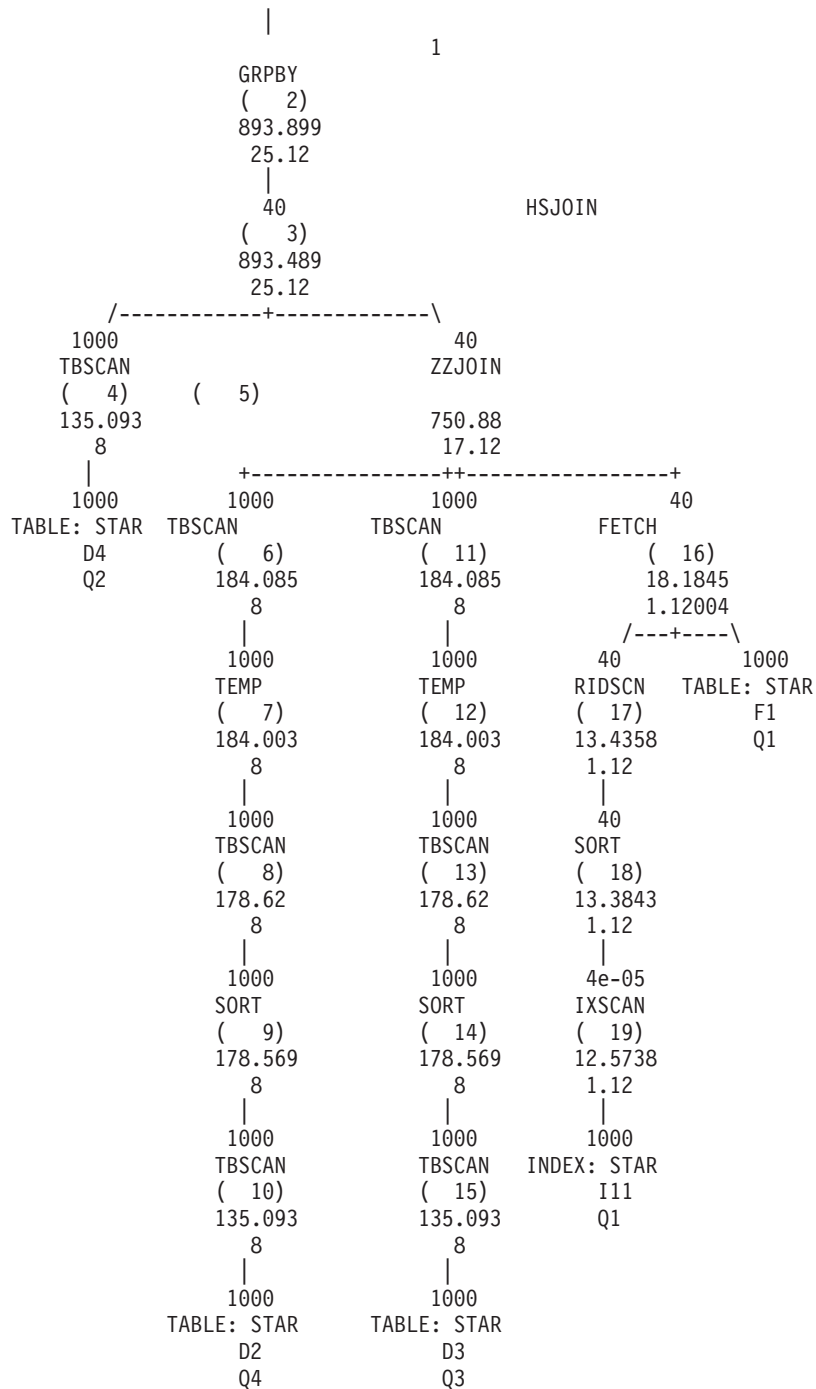 |
1
GRPBY
( 2)
893.899
25.12
|
40 HSJOIN
( 3)
893.489
25.12
/------------+-------------\
1000 40
TBSCAN ZZJOIN
( 4) ( 5)
135.093 750.88
8 17.12
| +----------------++-----------------+
1000 1000 1000 40
TABLE: STAR TBSCAN TBSCAN FETCH
D4 ( 6) ( 11) ( 16)
Q2 184.085 184.085 18.1845
8 8 1.12004
| | /---+----\
1000 1000 40 1000
TEMP TEMP RIDSCN TABLE: STAR
( 7) ( 12) ( 17) F1
184.003 184.003 13.4358 Q1
8 8 1.12
| | |
1000 1000 40
TBSCAN TBSCAN SORT
( 8) ( 13) ( 18)
178.62 178.62 13.3843
8 8 1.12
| | |
1000 1000 4e-05
SORT SORT IXSCAN
( 9) ( 14) ( 19)
178.569 178.569 12.5738
8 8 1.12
| | |
1000 1000 1000
TBSCAN TBSCAN INDEX: STAR
( 10) ( 15) I11
135.093 135.093 Q1
8 8
| |
1000 1000
TABLE: STAR TABLE: STAR
D2 D3
Q4 Q3